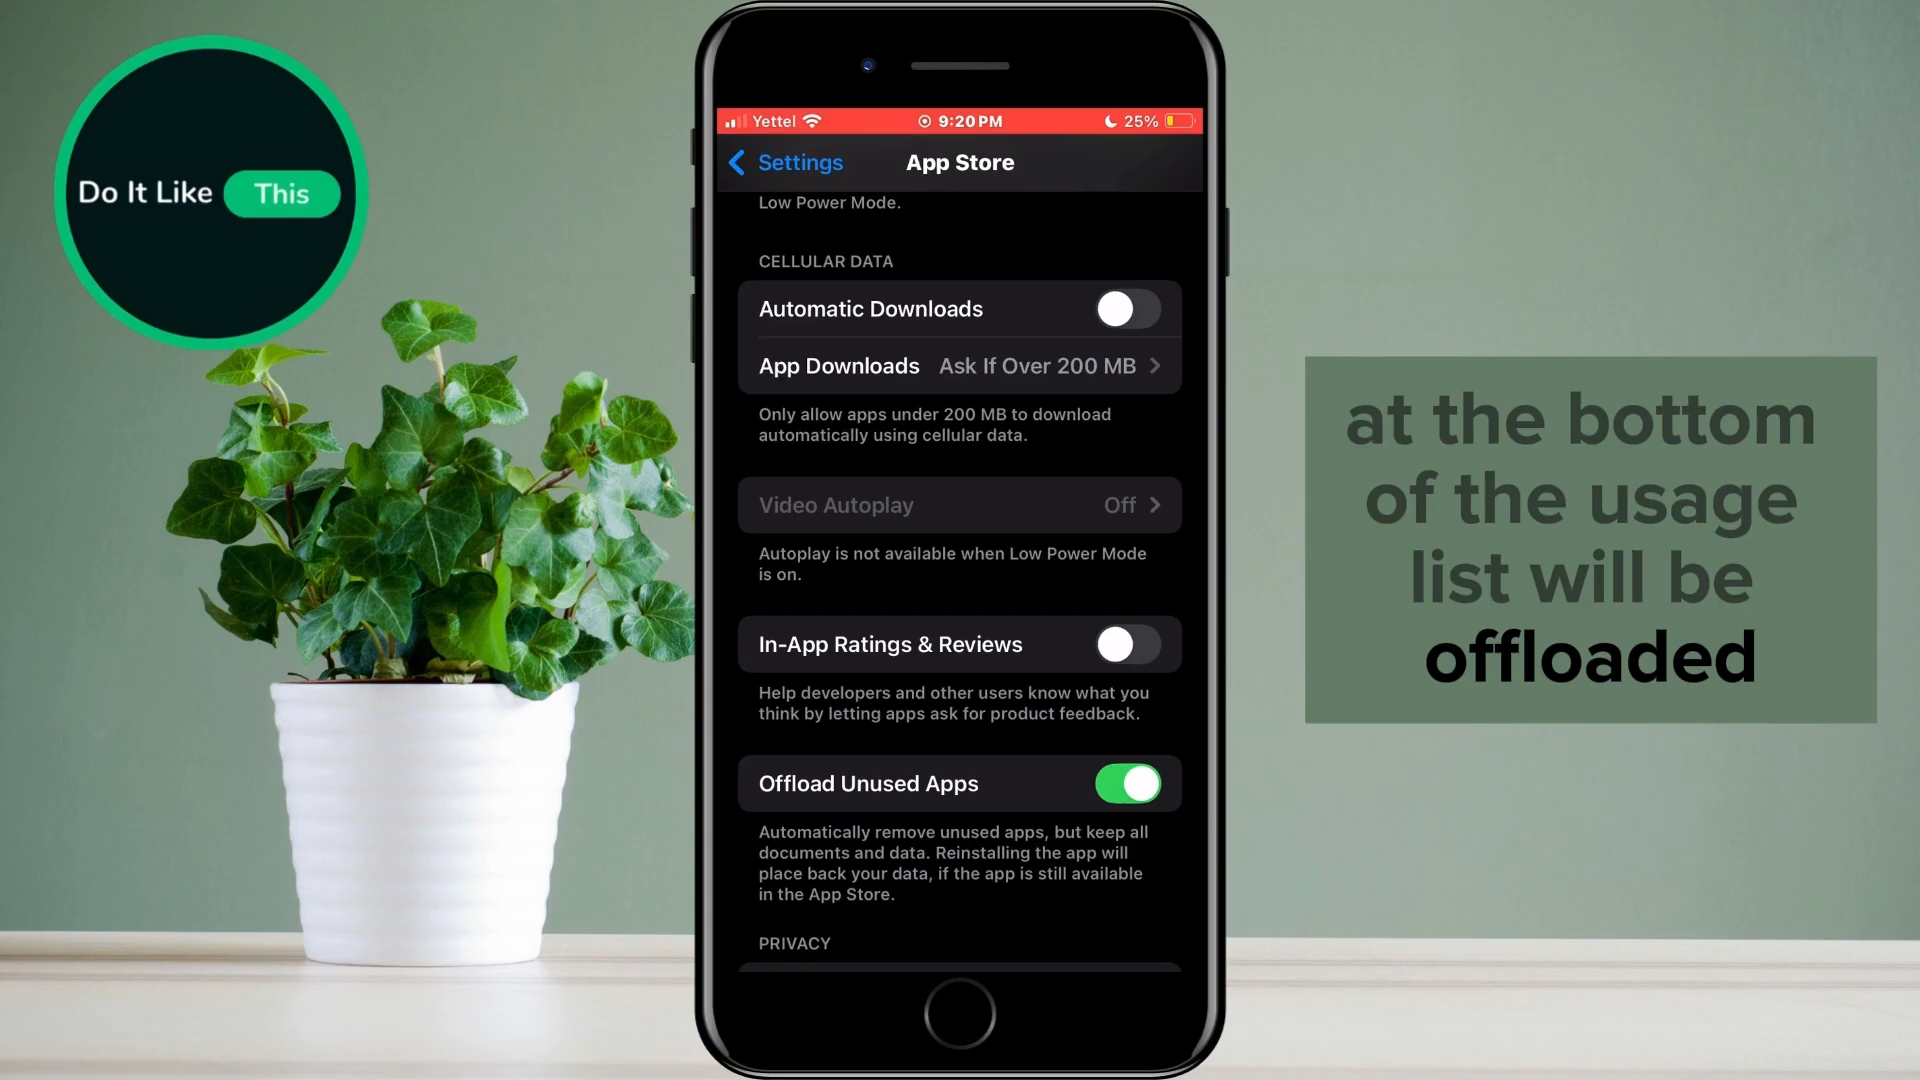 Do It Like This
Yettel
9:20 PM
25%
Settings
App Store
Low Power Mode.
CELLULAR DATA
Automatic Downloads
App Downloads Ask If Over 200 MB
Only allow apps under 200 MB to download
automatically using cellular data.
Video Autoplay Off
Autoplay is not available when Low Power Mode
is on.
In-App Ratings & Reviews
Help developers and other users know what you
think by letting apps ask for product feedback.
Offload Unused Apps
Automatically remove unused apps, but keep all
documents and data. Reinstalling the app will
place back your data, if the app is still available
in the App Store.
PRIVACY
at the bottom
of the usage
list will be
offloaded